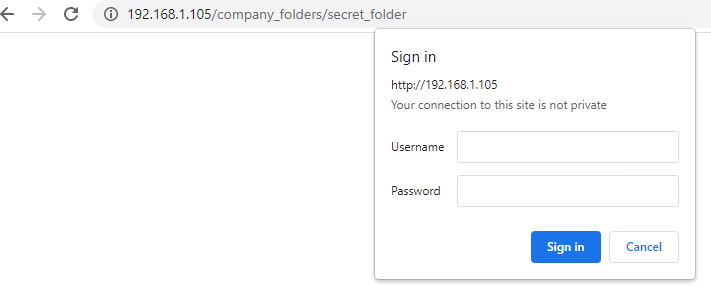 192.168.1.105/company_folders/secret_folder
Sign in
http://192.168.1.105
Your connection to this site is not private
Username
Password
Sign in Cancel